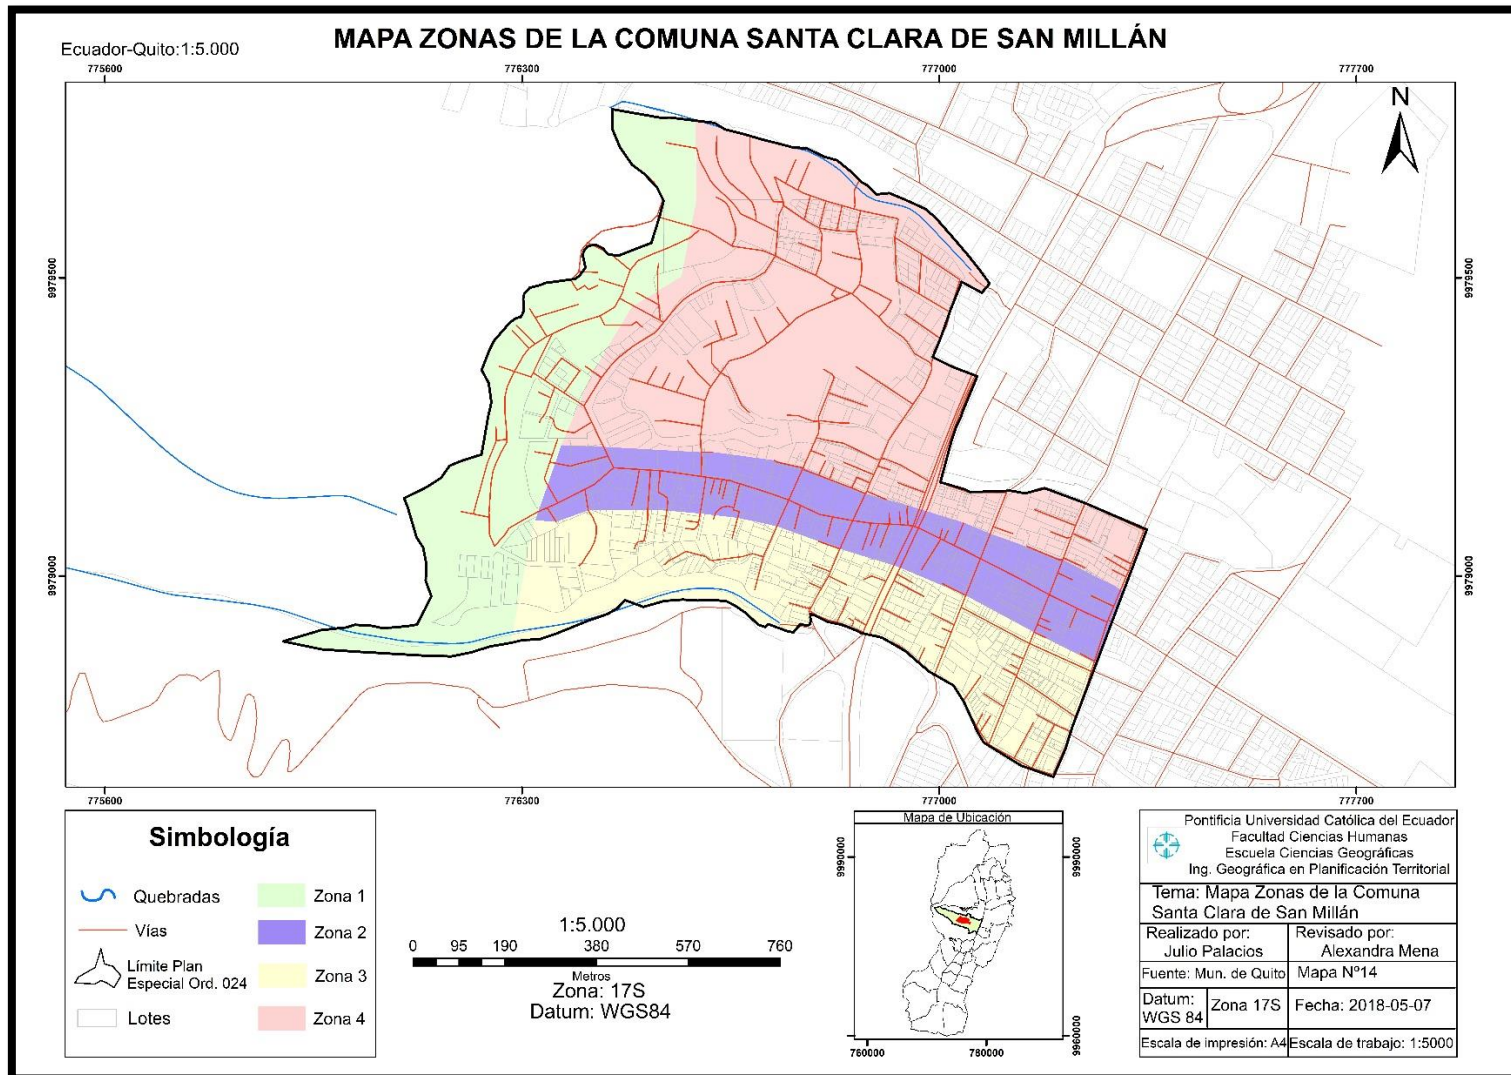 Ecuador-Quito:1:5.000
MAPA ZONAS DE LA COMUNA SANTA CLARA DE SAN MILLÁN
775600
776300
777000
777700
N
9979500
9979500
9979000
9979000
775600
776300
777000
777700
Simbología
Quebradas
Vías
Límite Plan
Especial Ord. 024
Lotes
Zona 1
Zona 2
Zona 3
Zona 4
1:5.000
0 95 190 380 570 760
Metros
Zona: 17S
Datum: WGS84
Mapa de Ubicación
9990000
9990000
9960000
760000
780000
Pontificia Universidad Católica del Ecuador
Facultad Ciencias Humanas
Escuela Ciencias Geográficas
Ing. Geográfica en Planificación Territorial
Tema: Mapa Zonas de la Comuna
Santa Clara de San Millán
Realizado por:
Julio Palacios
Revisado por:
Alexandra Mena
Fuente: Mun. de Quito
Mapa Nº14
Datum:
WGS 84
Zona 17S
Fecha: 2018-05-07
Escala de impresión: A4
Escala de trabajo: 1:5000